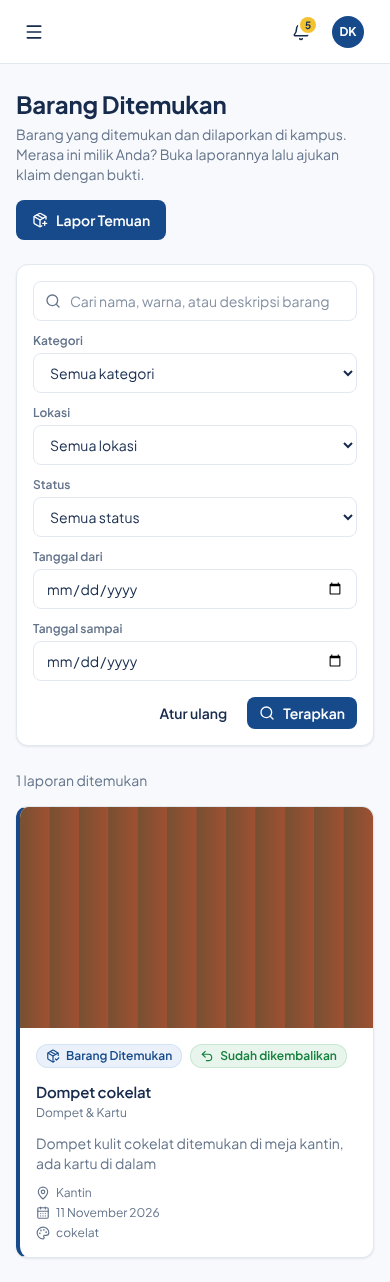 5
DK
Barang Ditemukan
Barang yang ditemukan dan dilaporkan di kampus.
Merasa ini milik Anda? Buka laporannya lalu ajukan
klaim dengan bukti.
Lapor Temuan
Cari nama, warna, atau deskripsi barang
Kategori
Semua kategori
Lokasi
Semua lokasi
Status
Semua status
Tanggal dari
mm/dd/yyyy
Tanggal sampai
mm/dd/yyyy
Atur ulang
Terapkan
1 laporan ditemukan
Barang Ditemukan
Sudah dikembalikan
Dompet cokelat
Dompet & Kartu
Dompet kulit cokelat ditemukan di meja kantin,
ada kartu di dalam
Kantin
11 November 2026
cokelat